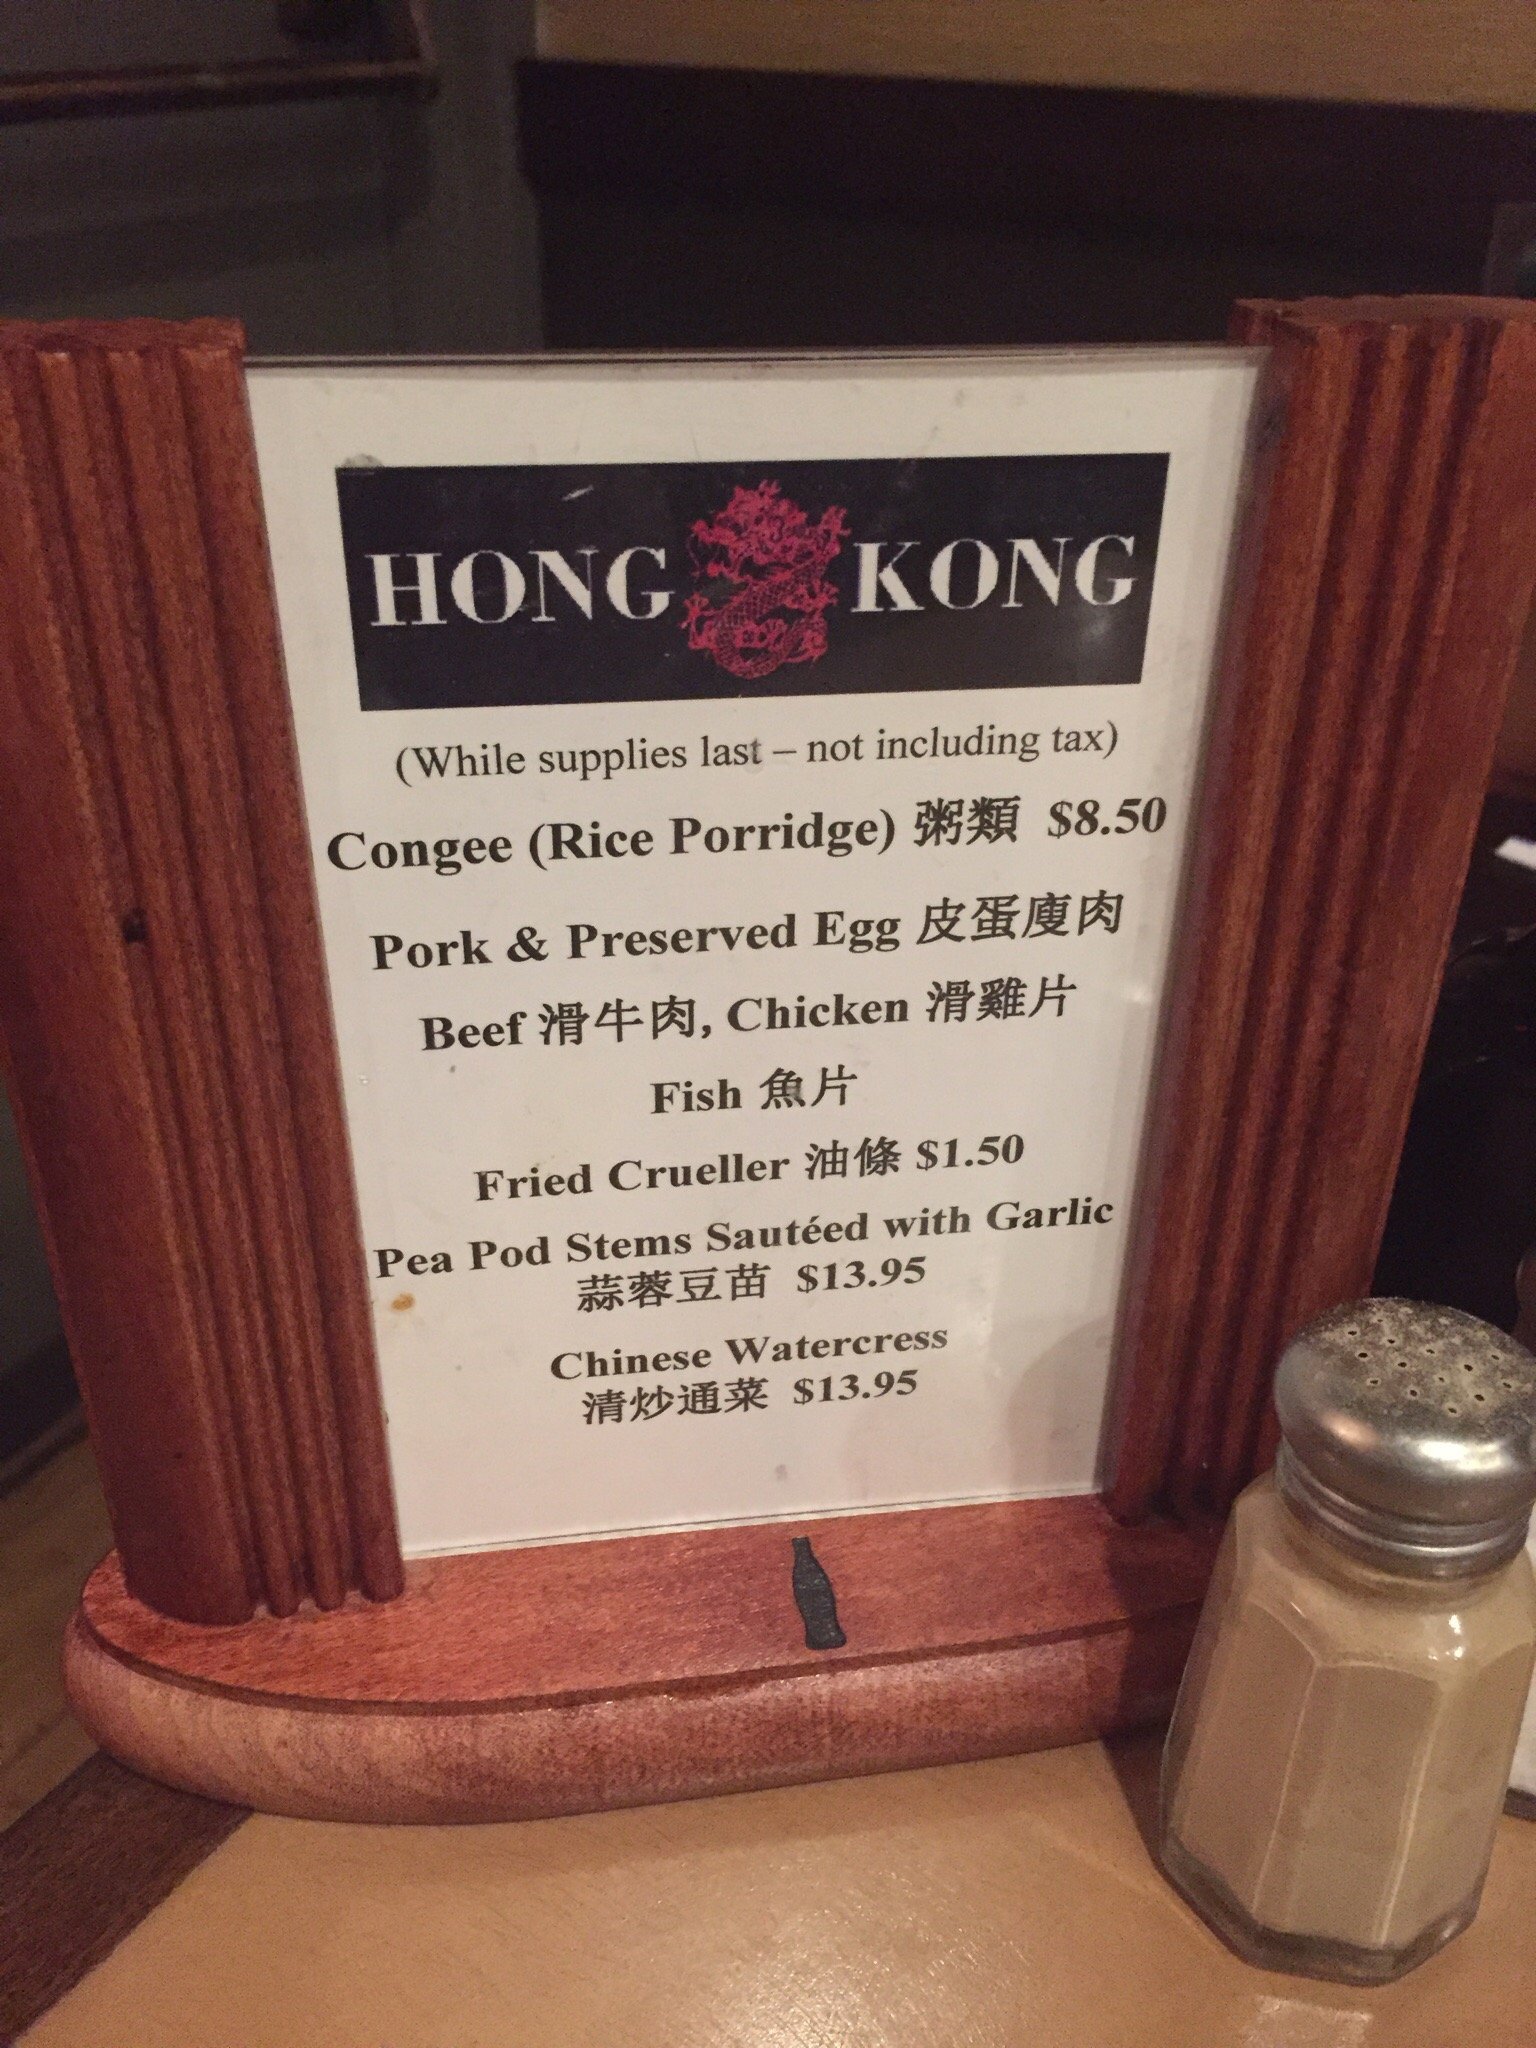 HONG KONG
(While supplies last – not including tax)
Congee (Rice Porridge) 粥類 $8.50
Pork & Preserved Egg 皮蛋廋肉
Beef 滑牛肉, Chicken 滑雞片
Fish 魚片
Fried Crueller 油條 $1.50
Pea Pod Stems Sautéed with Garlic
蒜蓉豆苗 $13.95
Chinese Watercress
清炒通菜 $13.95